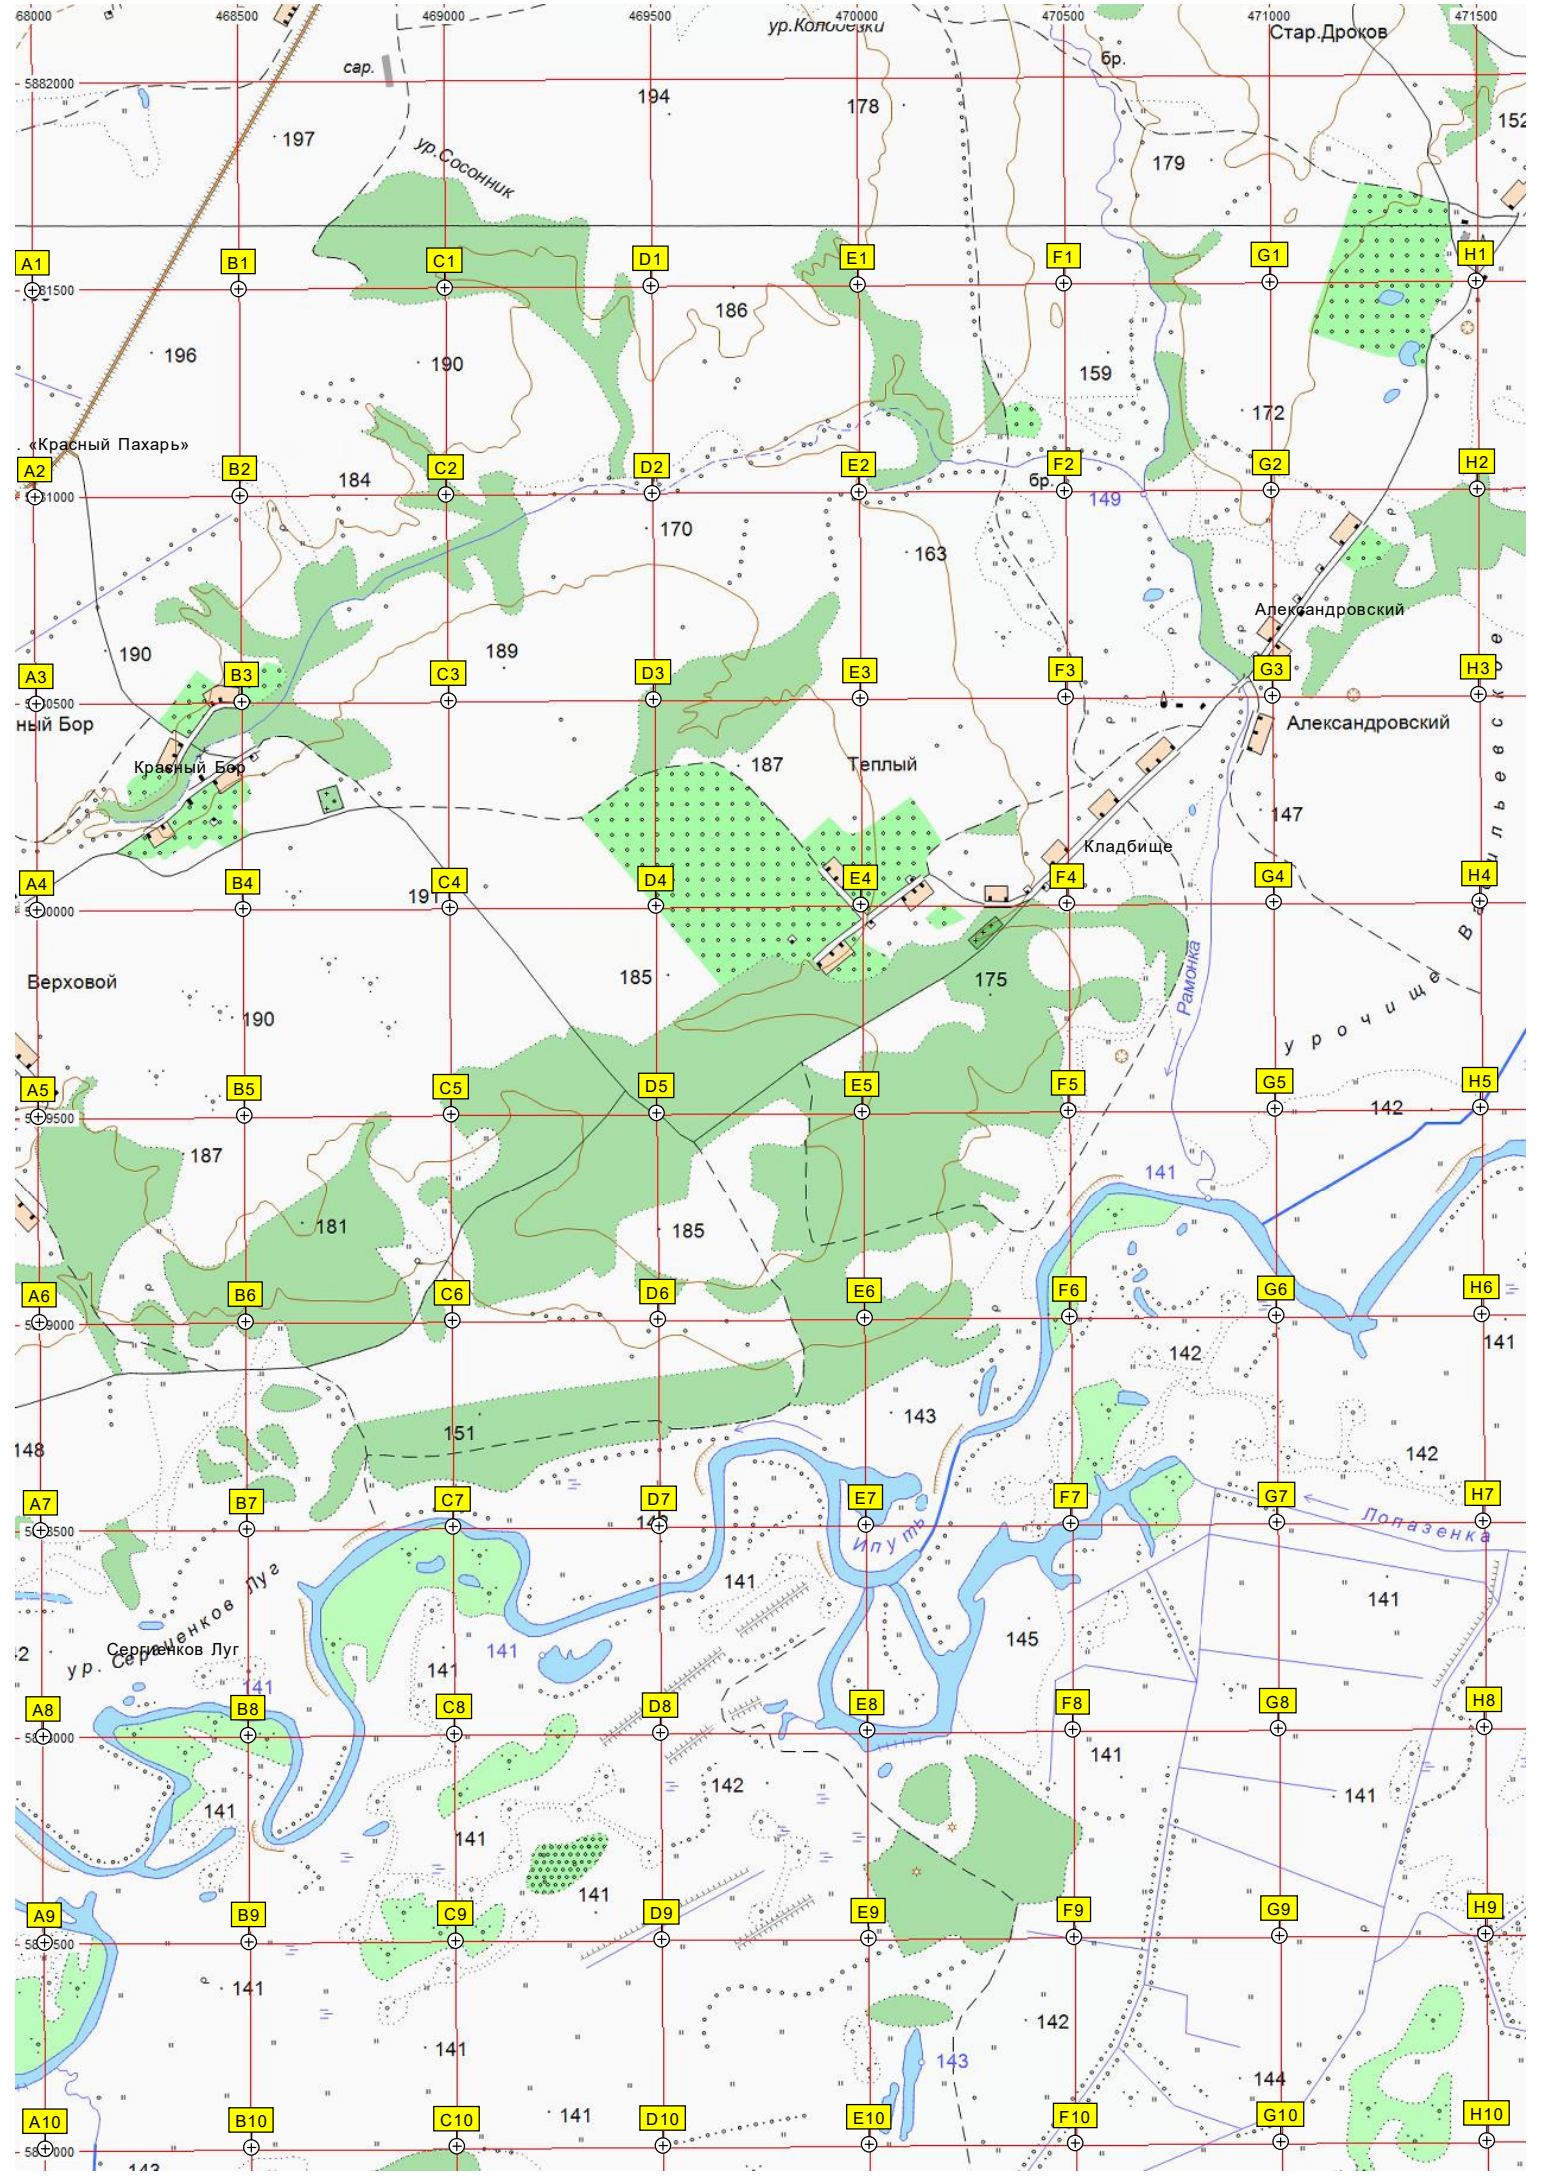 468500 469000 469500 470000 470500 471000 471500
ур.Колодезки
Стар.Дроков
сар.
бр.
5882000
194
178
152
197
ур.Сосонник
179
A1 B1 C1 D1 E1 F1 G1 H1
186
196
190
159
172
«Красный Пахарь»
A2 B2 C2 D2 E2 F2 G2 H2
184
бр.
149
170
163
Александровский
190
189
A3 B3 C3 D3 E3 F3 G3 H3
ный Бор
Александровский
Красный Бор
187
Теплый
147
Кладбище
A4 B4 C4 D4 E4 F4 G4 H4
191
Верховой
185
175
Рамонка
190
урочище Васильевское
A5 B5 C5 D5 E5 F5 G5 H5
142
187
141
181
185
A6 B6 C6 D6 E6 F6 G6 H6
142
141
143
151
148
142
A7 B7 C7 D7 E7 F7 G7 H7
Ипуть
Лопазенка
141
141
145
ур. Сергиенков Луг
Сергиенков Луг
141
141
141
A8 B8 C8 D8 E8 F8 G8 H8
141
142
141
141
141
141
A9 B9 C9 D9 E9 F9 G9 H9
141
142
141
143
144
141
A10 B10 C10 D10 E10 F10 G10 H10
143